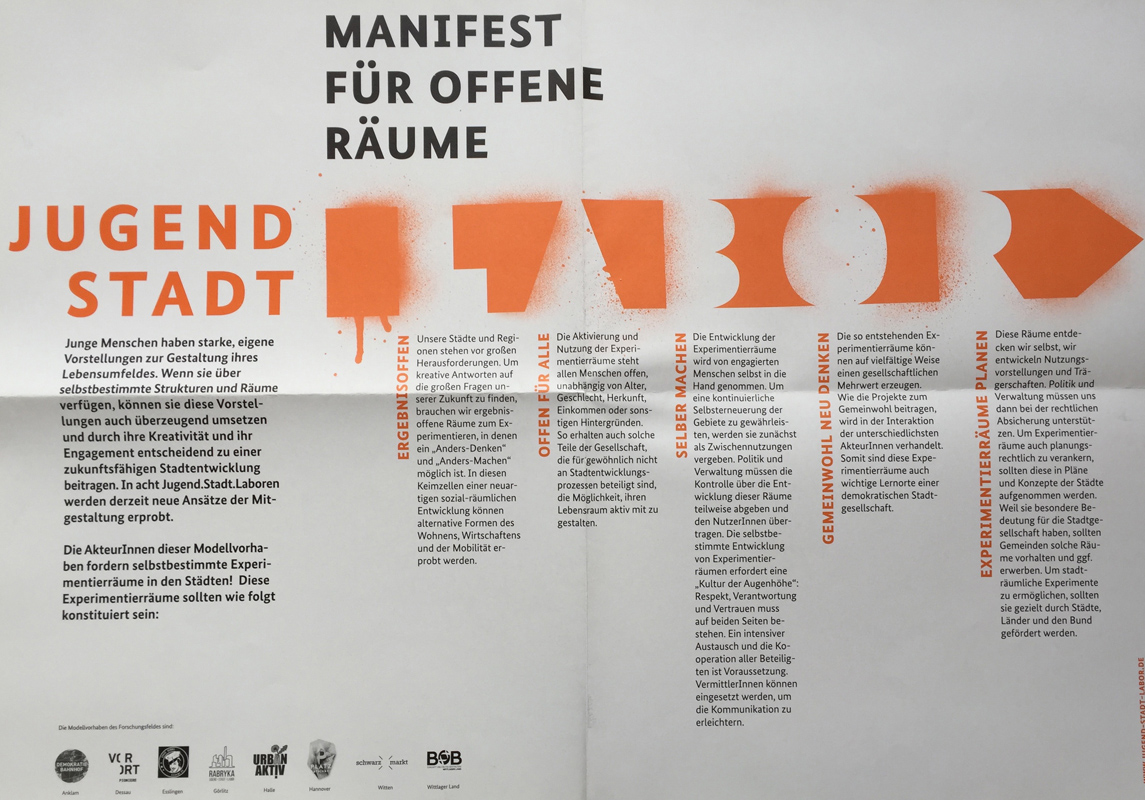 MANIFEST
FÜR OFFENE
RÄUME
JUGEND
STADT
LABOR
Junge Menschen haben starke, eigene
Vorstellungen zur Gestaltung ihres
Lebensumfeldes. Wenn sie über
selbstbestimmte Strukturen und Räume
verfügen, können sie diese Vorstel-
lungen auch überzeugend umsetzen
und durch ihre Kreativität und ihr
Engagement entscheidend zu einer
zukunftsfähigen Stadtentwicklung
beitragen. In acht Jugend.Stadt.Laboren
werden derzeit neue Ansätze der Mit-
gestaltung erprobt.
Die AkteurInnen dieser Modellvorha-
ben fordern selbstbestimmte Experi-
mentierräume in den Städten! Diese
Experimentierräume sollten wie folgt
konstituiert sein:
ERGEBNISOFFEN
Unsere Städte und Regi-
onen stehen vor großen
Herausforderungen. Um
kreative Antworten auf
die großen Fragen un-
serer Zukunft zu finden,
brauchen wir ergebnis-
offene Räume zum Ex-
perimentieren, in denen
ein „Anders-Denken“
und „Anders-Machen“
möglich ist. In diesen
Keimzellen einer neuar-
tigen sozial-räumlichen
Entwicklung können
alternative Formen des
Wohnens, Wirtschaftens
und der Mobilität er-
probt werden.
OFFEN FÜR ALLE
Die Aktivierung und
Nutzung der Experi-
mentierräume steht
allen Menschen offen,
unabhängig von Alter,
Geschlecht, Herkunft,
Einkommen oder sons-
tigen Hintergründen.
So erhalten auch solche
Teile der Gesellschaft,
die für gewöhnlich nicht
an Stadtentwicklungs-
prozessen beteiligt sind,
die Möglichkeit, ihren
Lebensraum aktiv mit zu
gestalten.
SELBER MACHEN
Die Entwicklung der
Experimentierräume
wird von engagierten
Menschen selbst in die
Hand genommen. Um
eine kontinuierliche
Selbsterneuerung der
Gebiete zu gewährleis-
ten, werden sie zunächst
als Zwischennutzungen
vergeben. Politik und
Verwaltung müssen die
Kontrolle über die Ent-
wicklung dieser Räume
teilweise abgeben und
den NutzerInnen über-
tragen. Die selbstbe-
stimmte Entwicklung
von Experimentier-
räumen erfordert eine
„Kultur der Augenhöhe“:
Respekt, Verantwortung
und Vertrauen muss
auf beiden Seiten be-
stehen. Ein intensiver
Austausch und die Ko-
operation aller Beteilig-
ten ist Voraussetzung.
VermittlerInnen können
eingesetzt werden, um
die Kommunikation zu
erleichtern.
GEMEINWOHL NEU DENKEN
Die so entstehenden Ex-
perimentierräume kön-
nen auf vielfältige Weise
einen gesellschaftlichen
Mehrwert erzeugen.
Wie die Projekte zum
Gemeinwohl beitragen,
wird in der Interaktion
der unterschiedlichsten
AkteurInnen verhandelt.
Somit sind diese Expe-
rimentierräume auch
wichtige Lernorte einer
demokratischen Stadt-
gesellschaft.
EXPERIMENTIERRÄUME PLANEN
Diese Räume entde-
cken wir selbst, wir
entwickeln Nutzungs-
vorstellungen und Trä-
gerschaften. Politik und
Verwaltung müssen uns
dann bei der rechtlichen
Absicherung unterstüt-
zen. Um Experimentier-
räume auch planungs-
rechtlich zu verankern,
sollten diese in Pläne
und Konzepte der Städte
aufgenommen werden.
Weil sie besondere Be-
deutung für die Stadtge-
sellschaft haben, sollten
Gemeinden solche Räu-
me vorhalten und ggf.
erwerben. Um stadt-
räumliche Experimente
zu ermöglichen, sollten
sie gezielt durch Städte,
Länder und den Bund
gefördert werden.
WWW.JUGEND-STADT-LABOR.DE
Die Modellvorhaben des Forschungsfeldes sind:
DEMOKRATIE
BAHNHOF
VOR
ORT
RABRYKA
URBAN
AKTIV
PLATZ
schwarz markt
BOB
Anklam
Dessau
Esslingen
Görlitz
Halle
Hannover
Witten
Wittlager Land